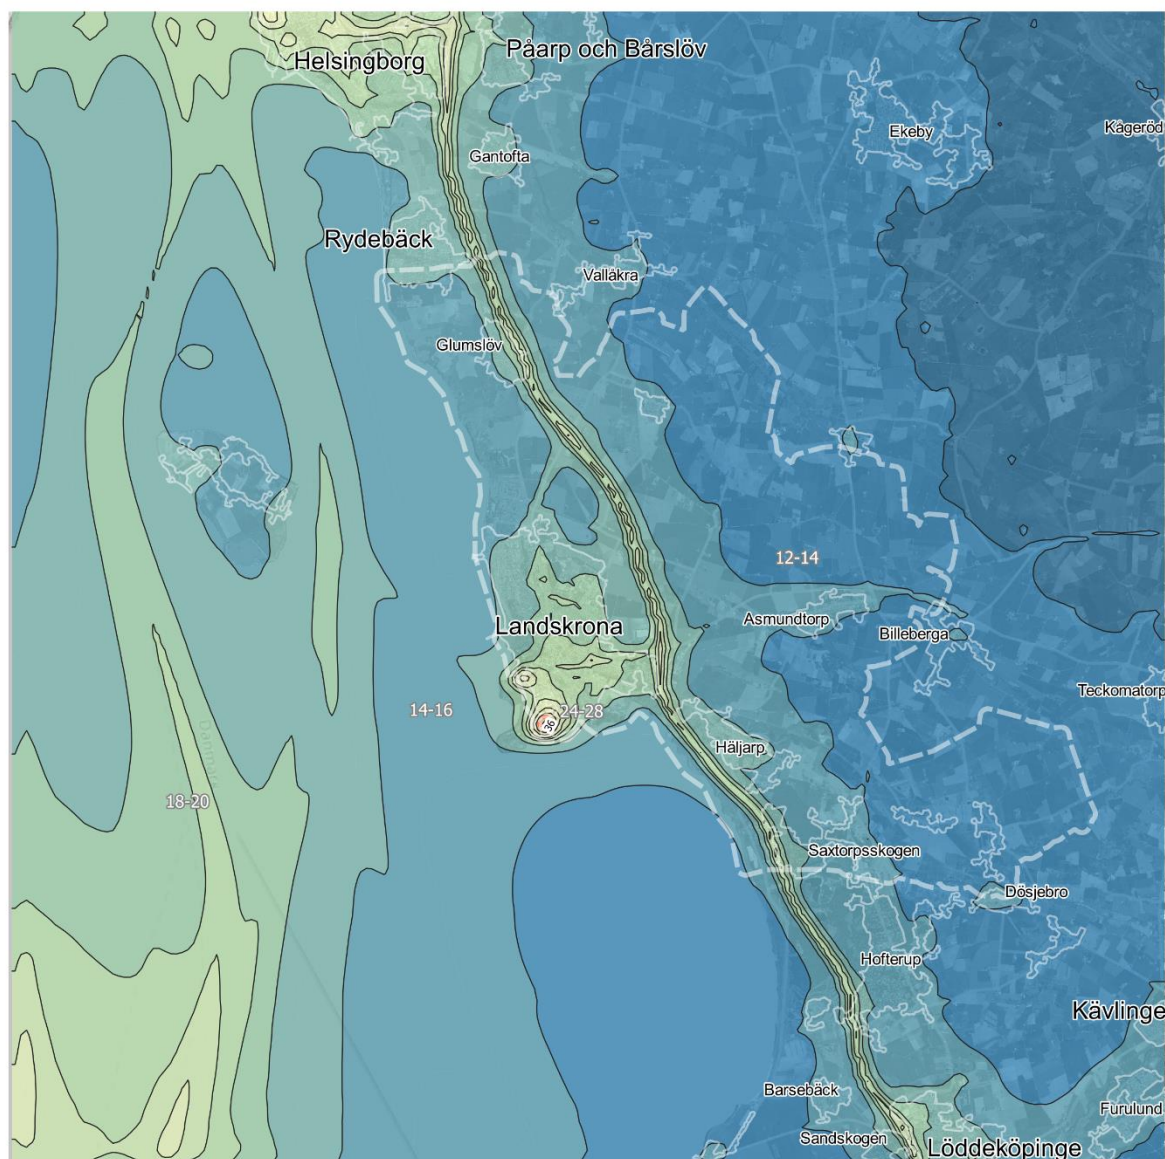 Helsingborg
Påarp och Bårslöv
Ekeby
Kågeröd
Gantofta
Rydebäck
Vallåkra
Glumslöv
12-14
Landskrona
Asmundtorp
Billeberga
Teckomatorp
14-16
24-28
36
Häljarp
Danmark
18-20
Saxtorpsskogen
Dösjebro
Hofterup
Kävlinge
Barsebäck
Furulund
Sandskogen
Löddeköpinge